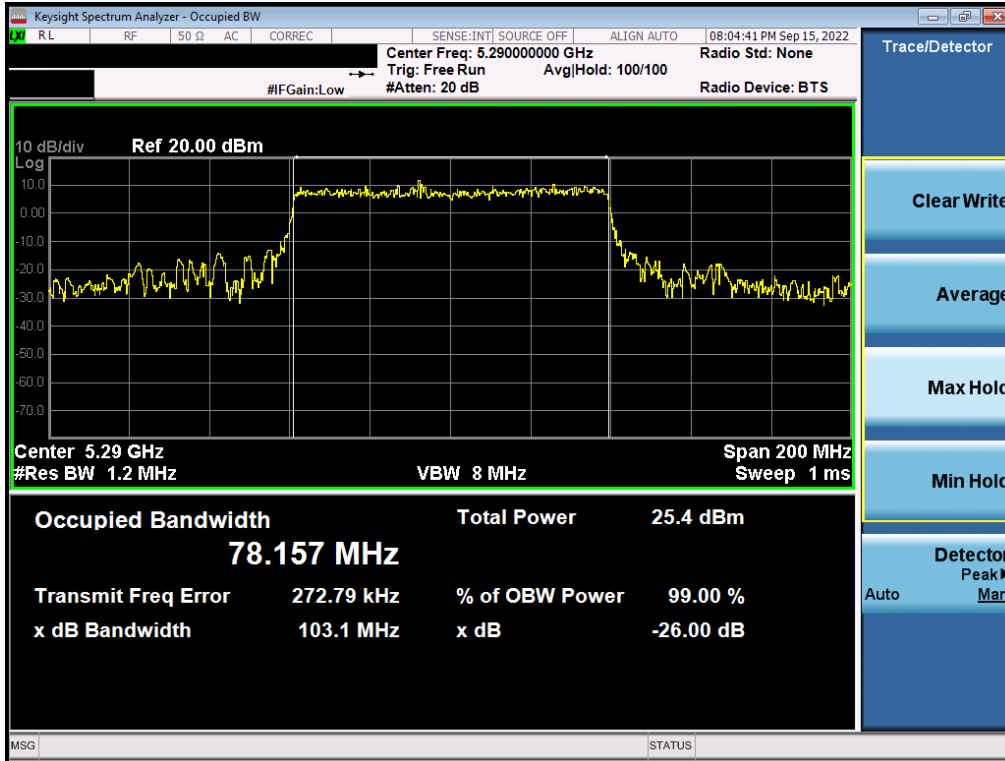 Keysight Spectrum Analyzer - Occupied BW
LXI RL RF 50 Ω AC CORREC SENSE:INT SOURCE OFF ALIGN AUTO 08:04:41 PM Sep 15, 2022
Center Freq: 5.290000000 GHz Radio Std: None
Trig: Free Run Avg|Hold: 100/100
#IFGain:Low #Atten: 20 dB Radio Device: BTS
Trace/Detector
10 dB/div Ref 20.00 dBm
Log
10.0
0.00
-10.0
-20.0
-30.0
-40.0
-50.0
-60.0
-70.0
Center 5.29 GHz Span 200 MHz
#Res BW 1.2 MHz VBW 8 MHz Sweep 1 ms
Occupied Bandwidth Total Power 25.4 dBm
78.157 MHz
Transmit Freq Error 272.79 kHz % of OBW Power 99.00 %
x dB Bandwidth 103.1 MHz x dB -26.00 dB
Clear Write
Average
Max Hold
Min Hold
Detector
Peak
Auto Man
MSG STATUS